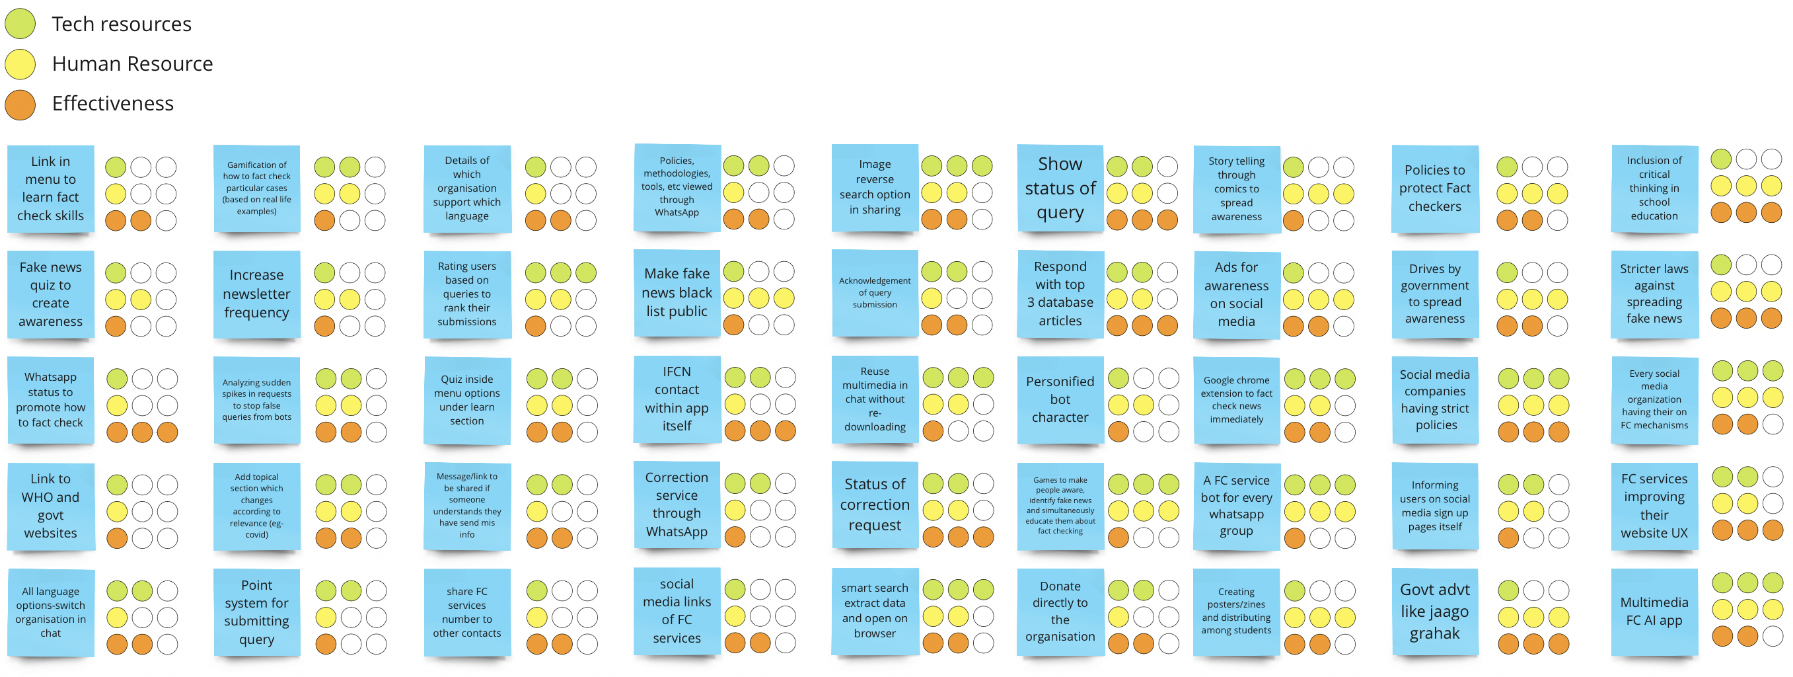 Tech resources
Human Resource
Effectiveness
Link in
menu to
learn fact
check skills
Gamification of
how to fact check
particular cases
(based on real life
examples)
Details of
which
organisation
support which
language
Policies,
methodologies,
tools, etc viewed
through
WhatsApp
Image
reverse
search option
in sharing
Show
status of
query
Story telling
through
comics to
spread
awareness
Policies to
protect Fact
checkers
Inclusion of
critical
thinking in
school
education
Fake news
quiz to
create
awareness
Increase
newsletter
frequency
Rating users
based on
queries to
rank their
submissions
Make fake
news black
list public
Acknowledgement
of query
submission
Respond
with top
3 database
articles
Ads for
awareness
on social
media
Drives by
government
to spread
awareness
Stricter laws
against
spreading
fake news
Whatsapp
status to
promote how
to fact check
Analyzing sudden
spikes in requests
to stop false
queries from bots
Quiz inside
menu options
under learn
section
IFCN
contact
within app
itself
Reuse
multimedia in
chat without
re-
downloading
Personified
bot
character
Google chrome
extension to fact
check news
immediately
Social media
companies
having strict
policies
Every social
media
organization
having their on
FC mechanisms
Link to
WHO and
govt
websites
Add topical
section which
changes
according to
relevance (eg-
covid)
Message/link to
be shared if
someone
understands they
have send mis
info
Correction
service
through
WhatsApp
Status of
correction
request
Games to make
people aware,
identify fake news
and simultaneously
educate them about
fact checking
A FC service
bot for every
whatsapp
group
Informing
users on social
media sign up
pages itself
FC services
improving
their
website UX
All language
options-switch
organisation in
chat
Point
system for
submitting
query
share FC
services
number to
other contacts
social
media links
of FC
services
smart search
extract data
and open on
browser
Donate
directly to
the
organisation
Creating
posters/zines
and distributing
among students
Govt advt
like jaago
grahak
Multimedia
FC AI app